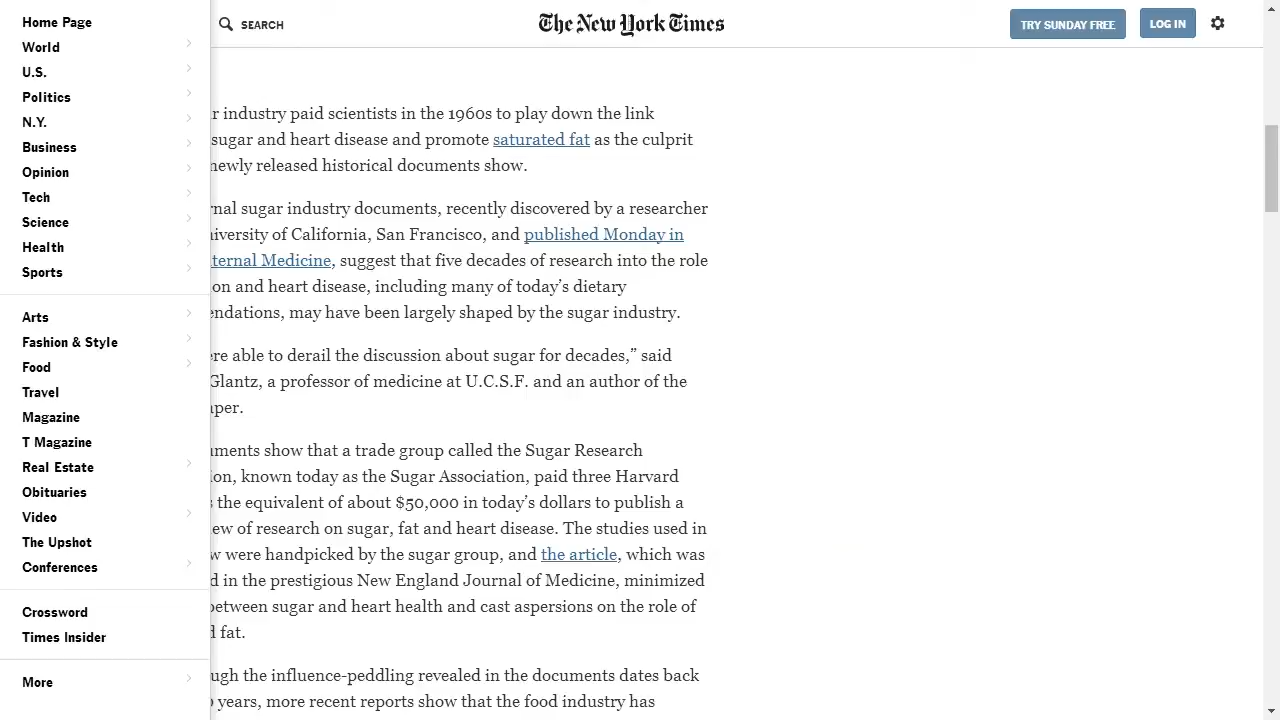 Home Page
World
U.S.
Politics
N.Y.
Business
Opinion
Tech
Science
Health
Sports
Arts
Fashion & Style
Food
Travel
Magazine
T Magazine
Real Estate
Obituaries
Video
The Upshot
Conferences
Crossword
Times Insider
More
SEARCH
The New York Times
TRY SUNDAY FREE
LOG IN
industry paid scientists in the 1960s to play down the link
sugar and heart disease and promote saturated fat as the culprit
newly released historical documents show.
sugar industry documents, recently discovered by a researcher
of California, San Francisco, and published Monday in
Medicine, suggest that five decades of research into the role
and heart disease, including many of today's dietary
may have been largely shaped by the sugar industry.
able to derail the discussion about sugar for decades,” said
Glantz, a professor of medicine at U.C.S.F. and an author of the
show that a trade group called the Sugar Research
known today as the Sugar Association, paid three Harvard
the equivalent of about $50,000 in today's dollars to publish a
of research on sugar, fat and heart disease. The studies used in
were handpicked by the sugar group, and the article, which was
in the prestigious New England Journal of Medicine, minimized
between sugar and heart health and cast aspersions on the role of
fat.
the influence-peddling revealed in the documents dates back
years, more recent reports show that the food industry has